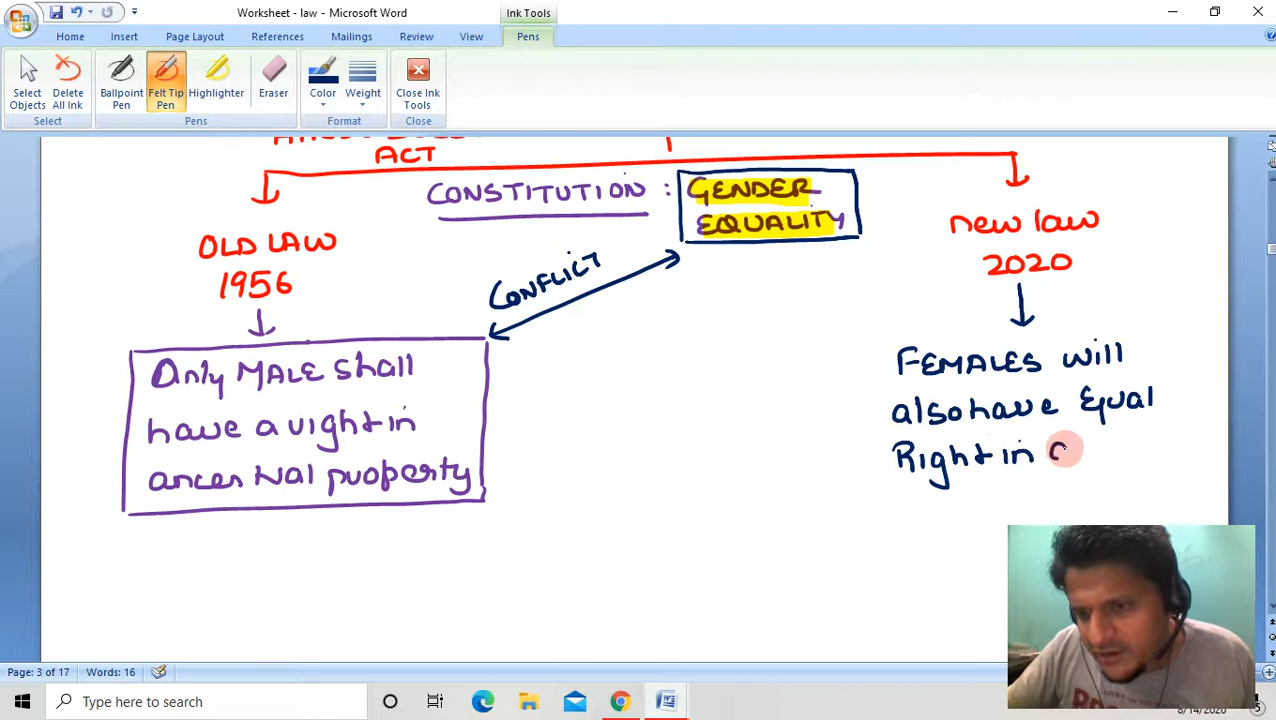 Worksheet - law - Microsoft Word
Ink Tools
Home Insert Page Layout References Mailings Review View Pens
Select Objects
Delete All Ink
Ballpoint Pen
Felt Tip Pen
Highlighter
Eraser
Color
Weight
Close Ink Tools
Select Pens Format Close
ACT
CONSTITUTION : GENDER
EQUALITY
OLD LAW
1956
CONFLICT
New law
2020
Only MALE shall
have a right in
ancestral property
FEMALES will
also have Equal
Right in
Page: 3 of 17 Words: 16
Type here to search
8/14/2020